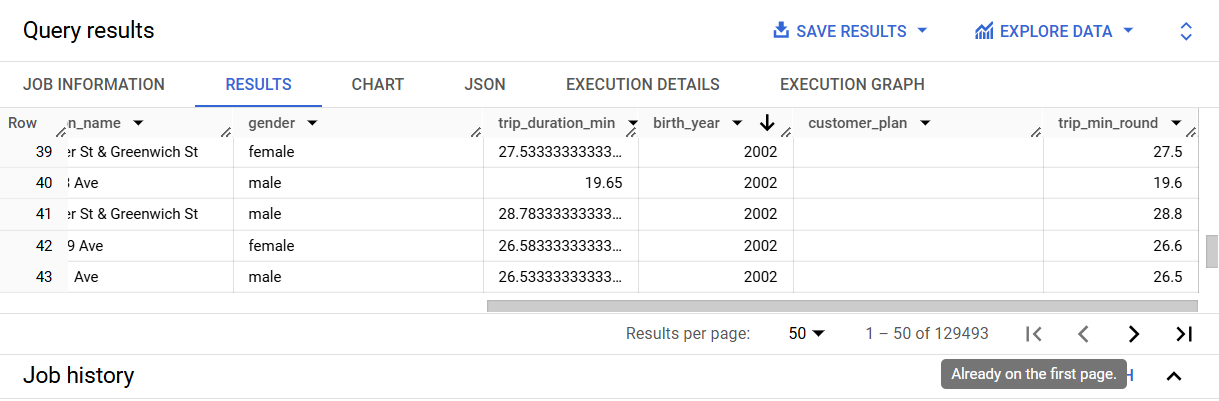 Query results SAVE RESULTS EXPLORE DATA
JOB INFORMATION RESULTS CHART JSON EXECUTION DETAILS EXECUTION GRAPH
Row n_name gender trip_duration_min birth_year customer_plan trip_min_round
39 er St & Greenwich St female 27.53333333333... 2002 27.5
40 Ave male 19.65 2002 19.6
41 er St & Greenwich St male 28.78333333333... 2002 28.8
42 9 Ave female 26.58333333333... 2002 26.6
43 Ave male 26.53333333333... 2002 26.5
Results per page: 50 1 – 50 of 129493
Job history Already on the first page. H